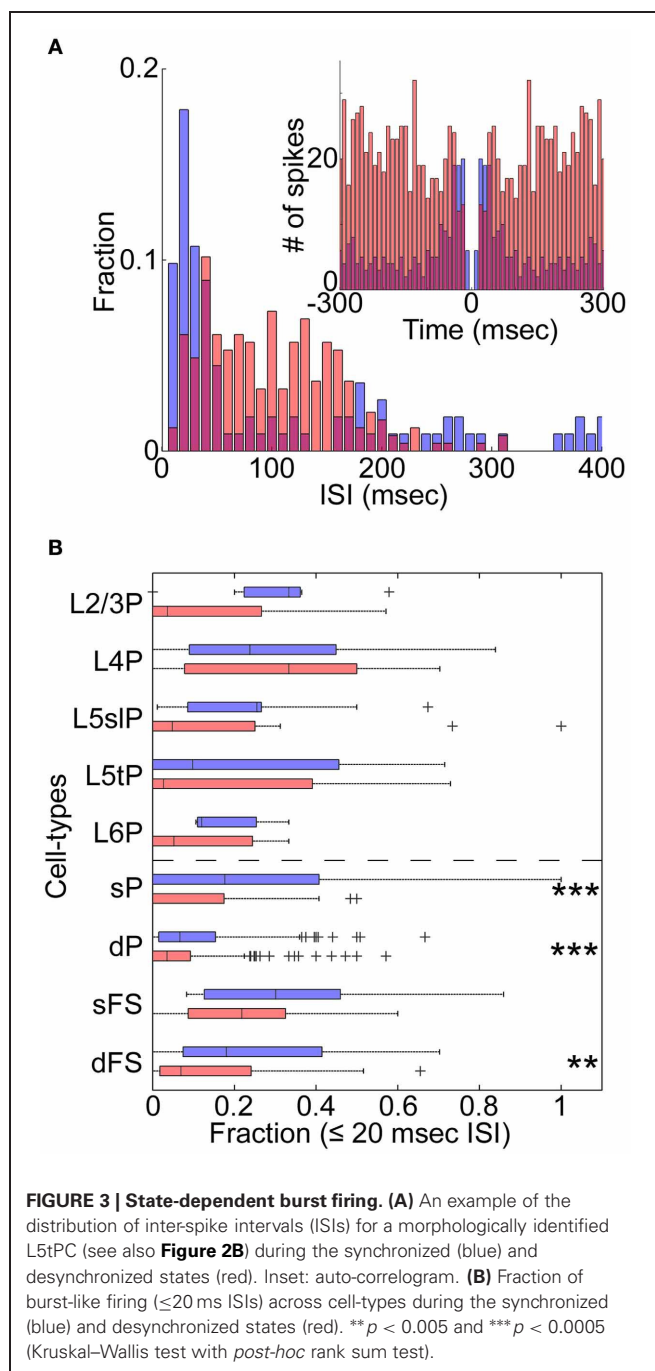 A
0.2
0.1
0
Fraction
0
100
200
300
400
ISI (msec)
20
0
# of spikes
-300
0
300
Time (msec)
B
Cell-types
L2/3P
L4P
L5slP
L5tP
L6P
sP
***
dP
***
sFS
dFS
**
0
0.2
0.4
0.6
0.8
1
Fraction (≤ 20 msec ISI)
FIGURE 3 | State-dependent burst firing. (A) An example of the
distribution of inter-spike intervals (ISIs) for a morphologically identified
L5tPC (see also Figure 2B) during the synchronized (blue) and
desynchronized states (red). Inset: auto-correlogram. (B) Fraction of
burst-like firing (≤20 ms ISIs) across cell-types during the synchronized
(blue) and desynchronized states (red). **p < 0.005 and ***p < 0.0005
(Kruskal–Wallis test with post-hoc rank sum test).